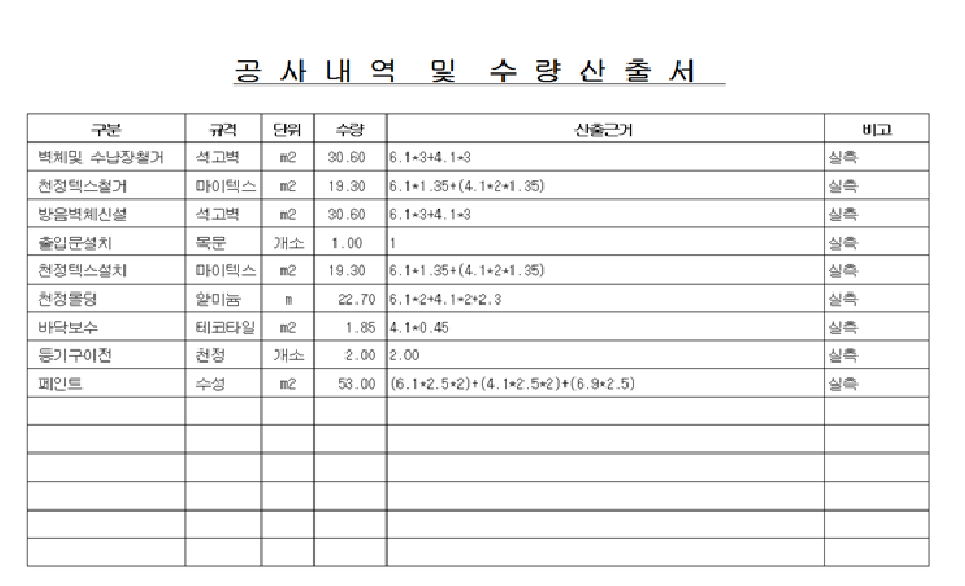 공 사 내 역 및 수 량 산 출 서
구분 규격 단위 수량 산출근거 비고
벽체및 수납장철거 석고벽 m2 30.60 6.1*3+4.1*3 실측
천정텍스철거 마이텍스 m2 19.30 6.1*1.35+(4.1*2*1.35) 실측
방음벽체신설 석고벽 m2 30.60 6.1*3+4.1*3 실측
출입문설치 목문 개소 1.00 1 실측
천정텍스설치 마이텍스 m2 19.30 6.1*1.35+(4.1*2*1.35) 실측
천정몰딩 알미늄 m 22.70 6.1*2+4.1*2+2.3 실측
바닥보수 테코타일 m2 1.85 4.1*0.45 실측
등기구이전 천정 개소 2.00 2.00 실측
페인트 수성 m2 53.00 (6.1*2.5*2)+(4.1*2.5*2)+(6.9*2.5) 실측